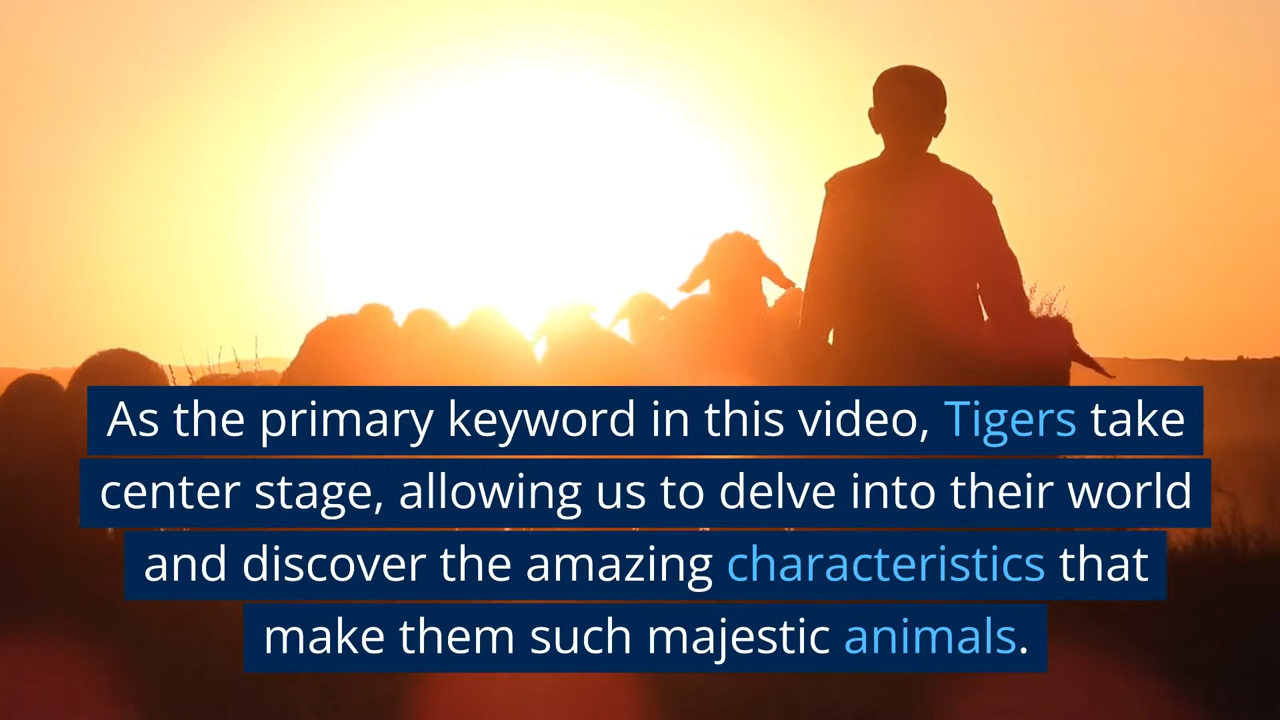 As the primary keyword in this video, Tigers take
center stage, allowing us to delve into their world
and discover the amazing characteristics that
make them such majestic animals.